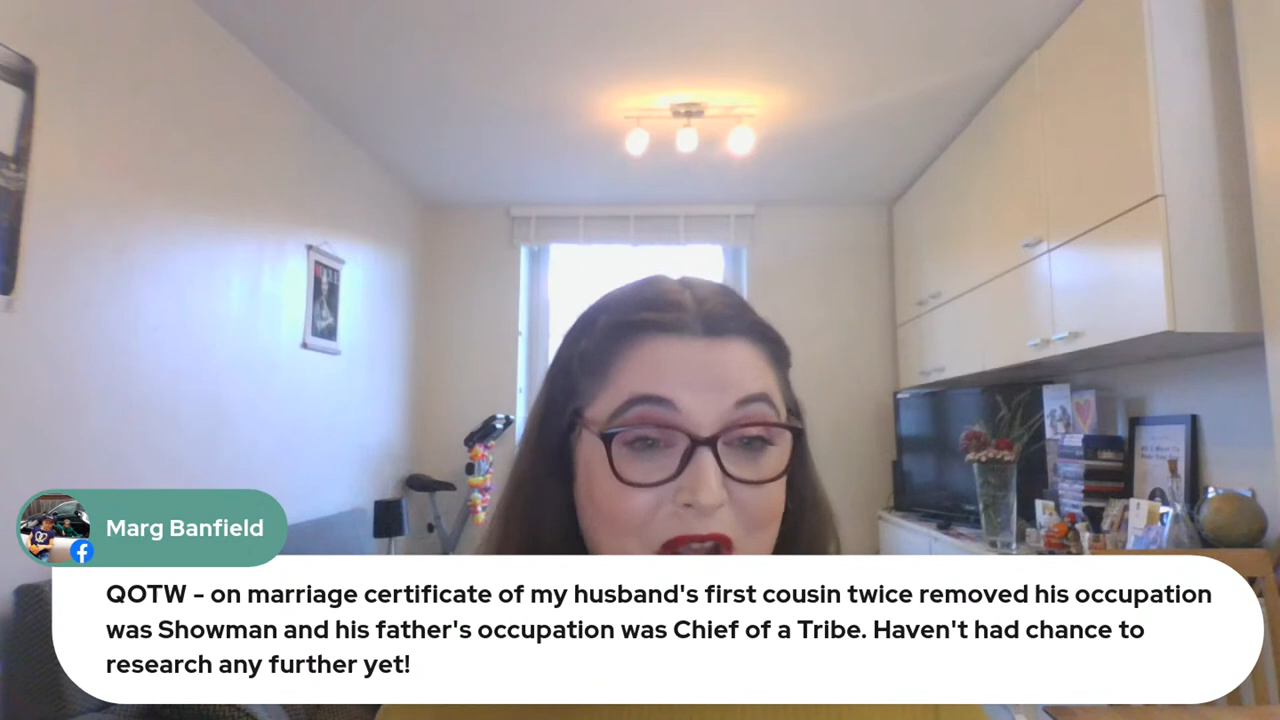 Marg Banfield
QOTW - on marriage certificate of my husband's first cousin twice removed his occupation
was Showman and his father's occupation was Chief of a Tribe. Haven't had chance to
research any further yet!